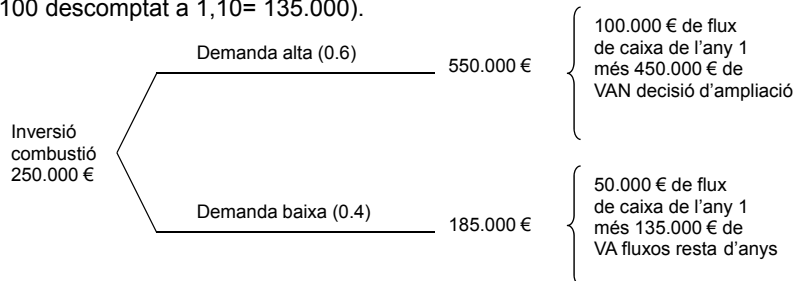 100 descomptat a 1,10= 135.000).
Demanda alta (0.6)
550.000 €
100.000 € de flux
de caixa de l'any 1
més 450.000 € de
VAN decisió d'ampliació
Inversió
combustió
250.000 €
Demanda baixa (0.4)
185.000 €
50.000 € de flux
de caixa de l'any 1
més 135.000 € de
VA fluxos resta d'anys